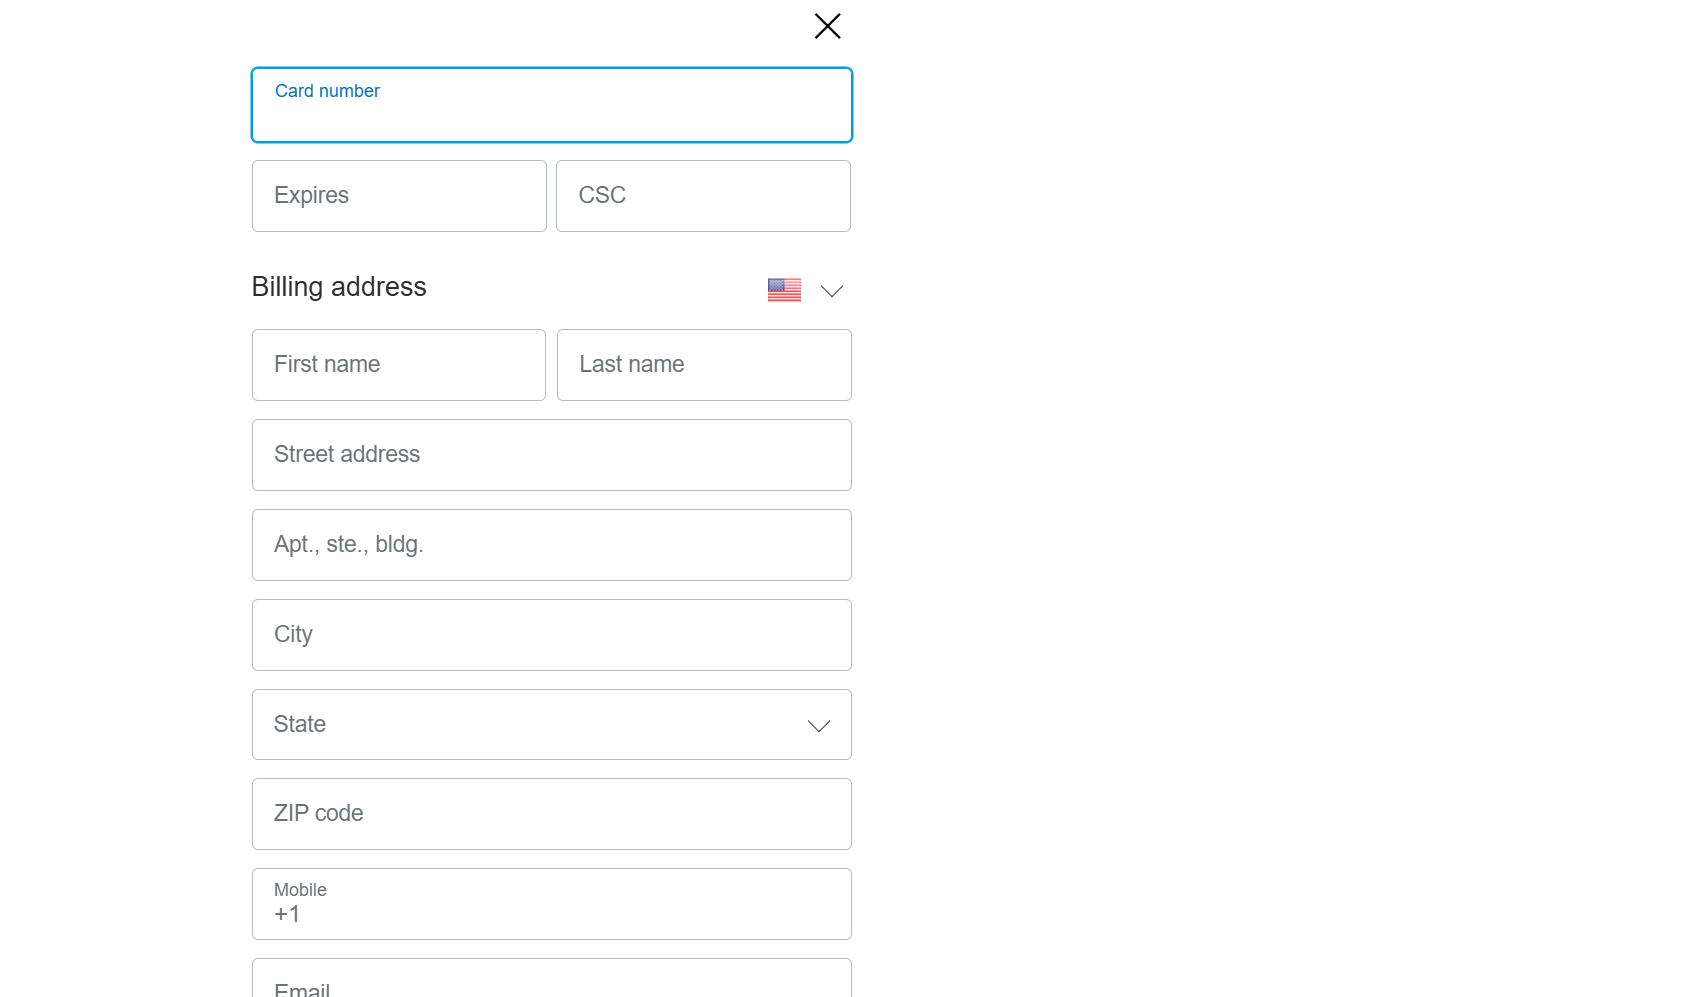 Card number
Expires CSC
Billing address
First name Last name
Street address
Apt., ste., bldg.
City
State
ZIP code
Mobile
+1
Email